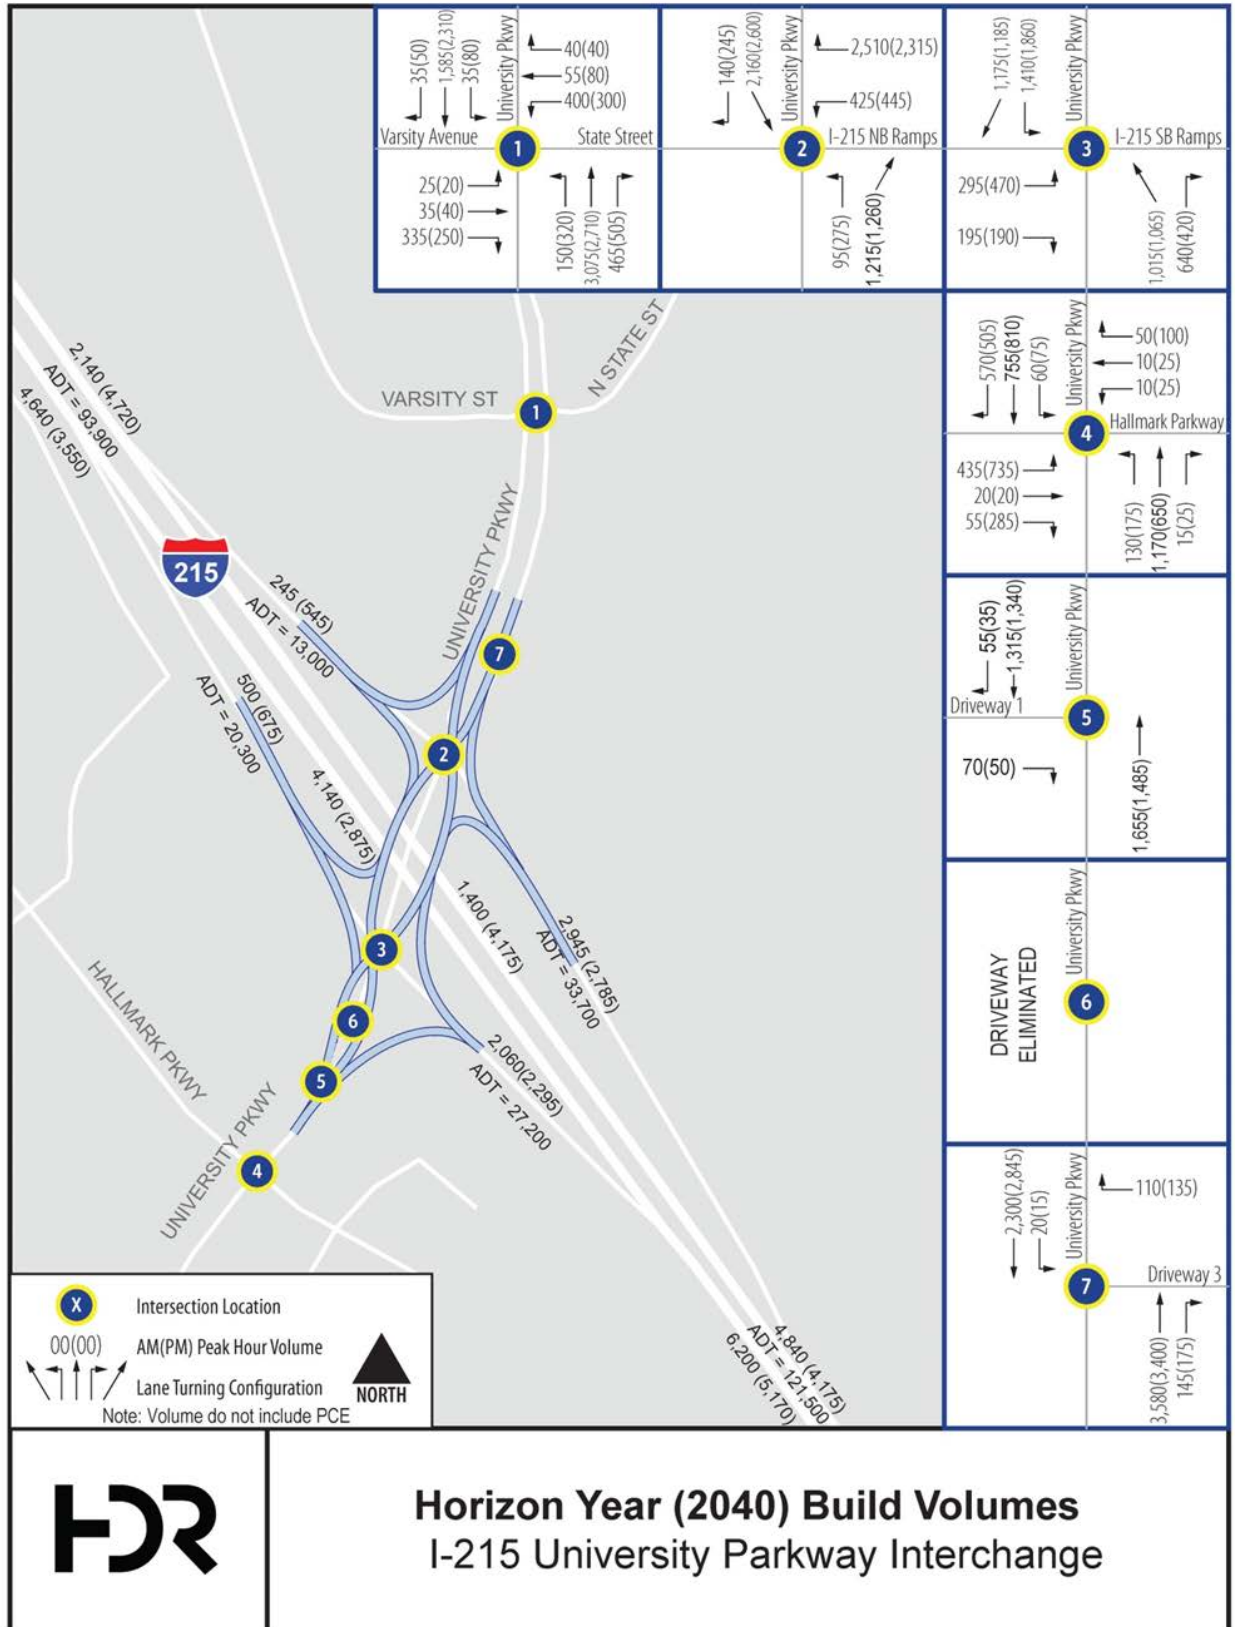 35(50)
1,585(2,310)
35(80)
University Pkwy
40(40)
55(80)
400(300)
Varsity Avenue
State Street
1
25(20)
35(40)
335(250)
150(320)
3,075(2,710)
465(505)
140(245)
2,160(2,600)
University Pkwy
2,510(2,315)
425(445)
2
I-215 NB Ramps
95(275)
1,215(1,260)
1,175(1,185)
1,410(1,860)
University Pkwy
3
I-215 SB Ramps
295(470)
195(190)
1,015(1,065)
640(420)
570(505)
755(810)
60(75)
University Pkwy
50(100)
10(25)
10(25)
4
Hallmark Parkway
435(735)
20(20)
55(285)
130(175)
1,170(650)
15(25)
55(35)
1,315(1,340)
University Pkwy
Driveway 1
5
70(50)
1,655(1,485)
DRIVEWAY
ELIMINATED
University Pkwy
6
2,300(2,845)
20(15)
University Pkwy
110(135)
7
Driveway 3
3,580(3,400)
145(175)
2,140 (4,720)
ADT = 93,900
4,640 (3,550)
VARSITY ST
1
N STATE ST
UNIVERSITY PKWY
215
245 (545)
ADT = 13,000
7
500 (675)
ADT = 20,300
2
4,140 (2,875)
1,400 (4,175)
2,945 (2,785)
ADT = 33,700
3
HALLMARK PKWY
6
2,060(2,295)
ADT = 27,200
5
UNIVERSITY PKWY
4
4,840 (4,175)
ADT = 121,500
6,200 (5,170)
X
Intersection Location
00(00)
AM(PM) Peak Hour Volume
Lane Turning Configuration
NORTH
Note: Volume do not include PCE
HDR
Horizon Year (2040) Build Volumes
I-215 University Parkway Interchange